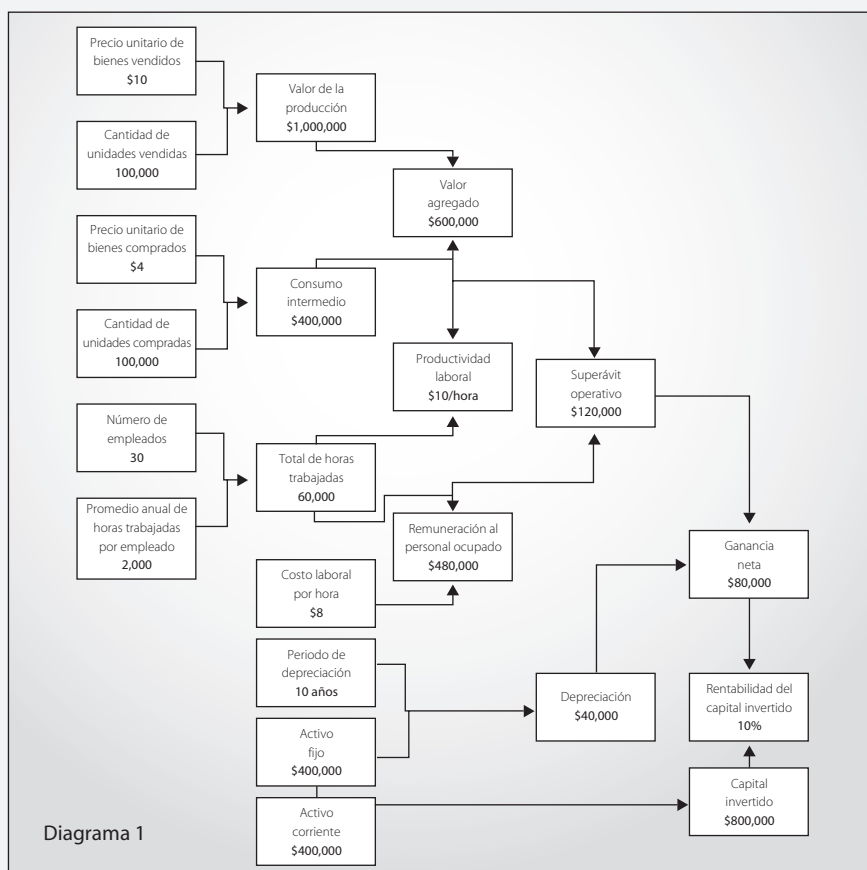 Precio unitario de
bienes vendidos
$10
Cantidad de
unidades vendidas
100,000
Valor de la
producción
$1,000,000
Valor
agregado
$600,000
Precio unitario de
bienes comprados
$4
Cantidad de
unidades compradas
100,000
Consumo
intermedio
$400,000
Productividad
laboral
$10/hora
Superávit
operativo
$120,000
Número de
empleados
30
Promedio anual de
horas trabajadas
por empleado
2,000
Total de horas
trabajadas
60,000
Remuneración al
personal ocupado
$480,000
Costo laboral
por hora
$8
Ganancia
neta
$80,000
Periodo de
depreciación
10 años
Activo
fijo
$400,000
Depreciación
$40,000
Rentabilidad del
capital invertido
10%
Activo
corriente
$400,000
Capital
invertido
$800,000
Diagrama 1